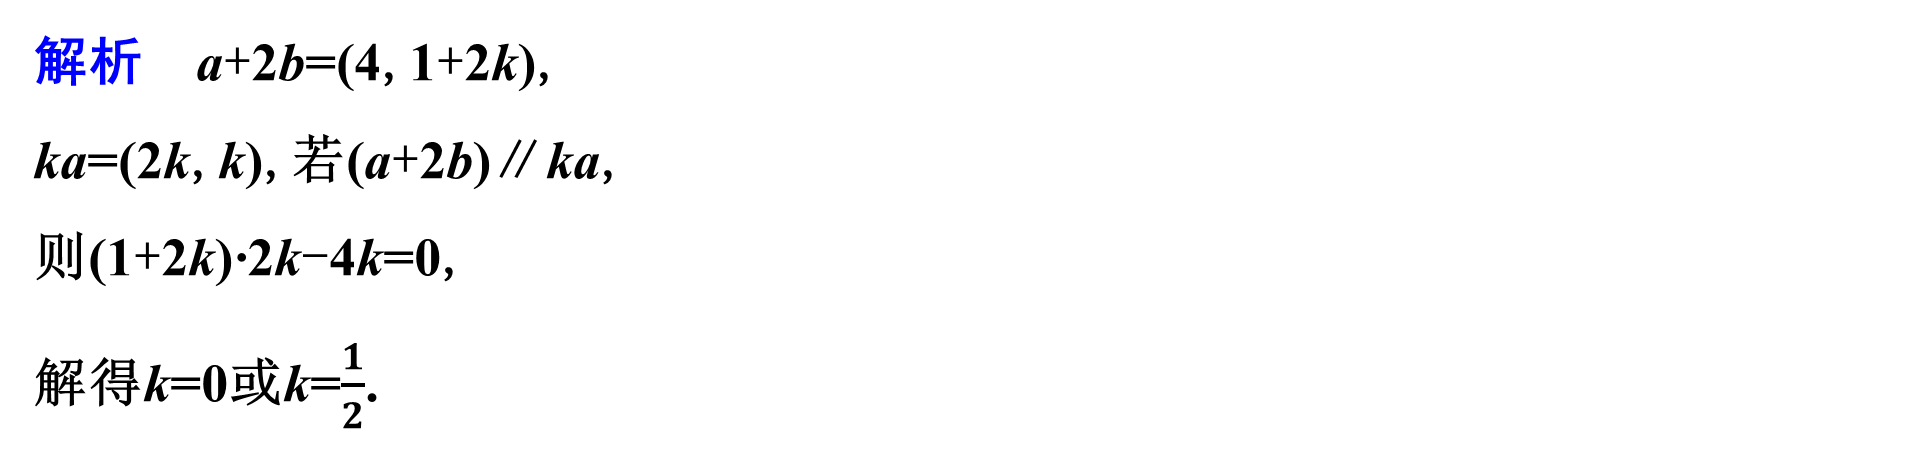 解析 a+2b=(4, 1+2k),
ka=(2k, k), 若(a+2b)∥ka,
则(1+2k)·2k−4k=0,
解得k=0或k=1/2.